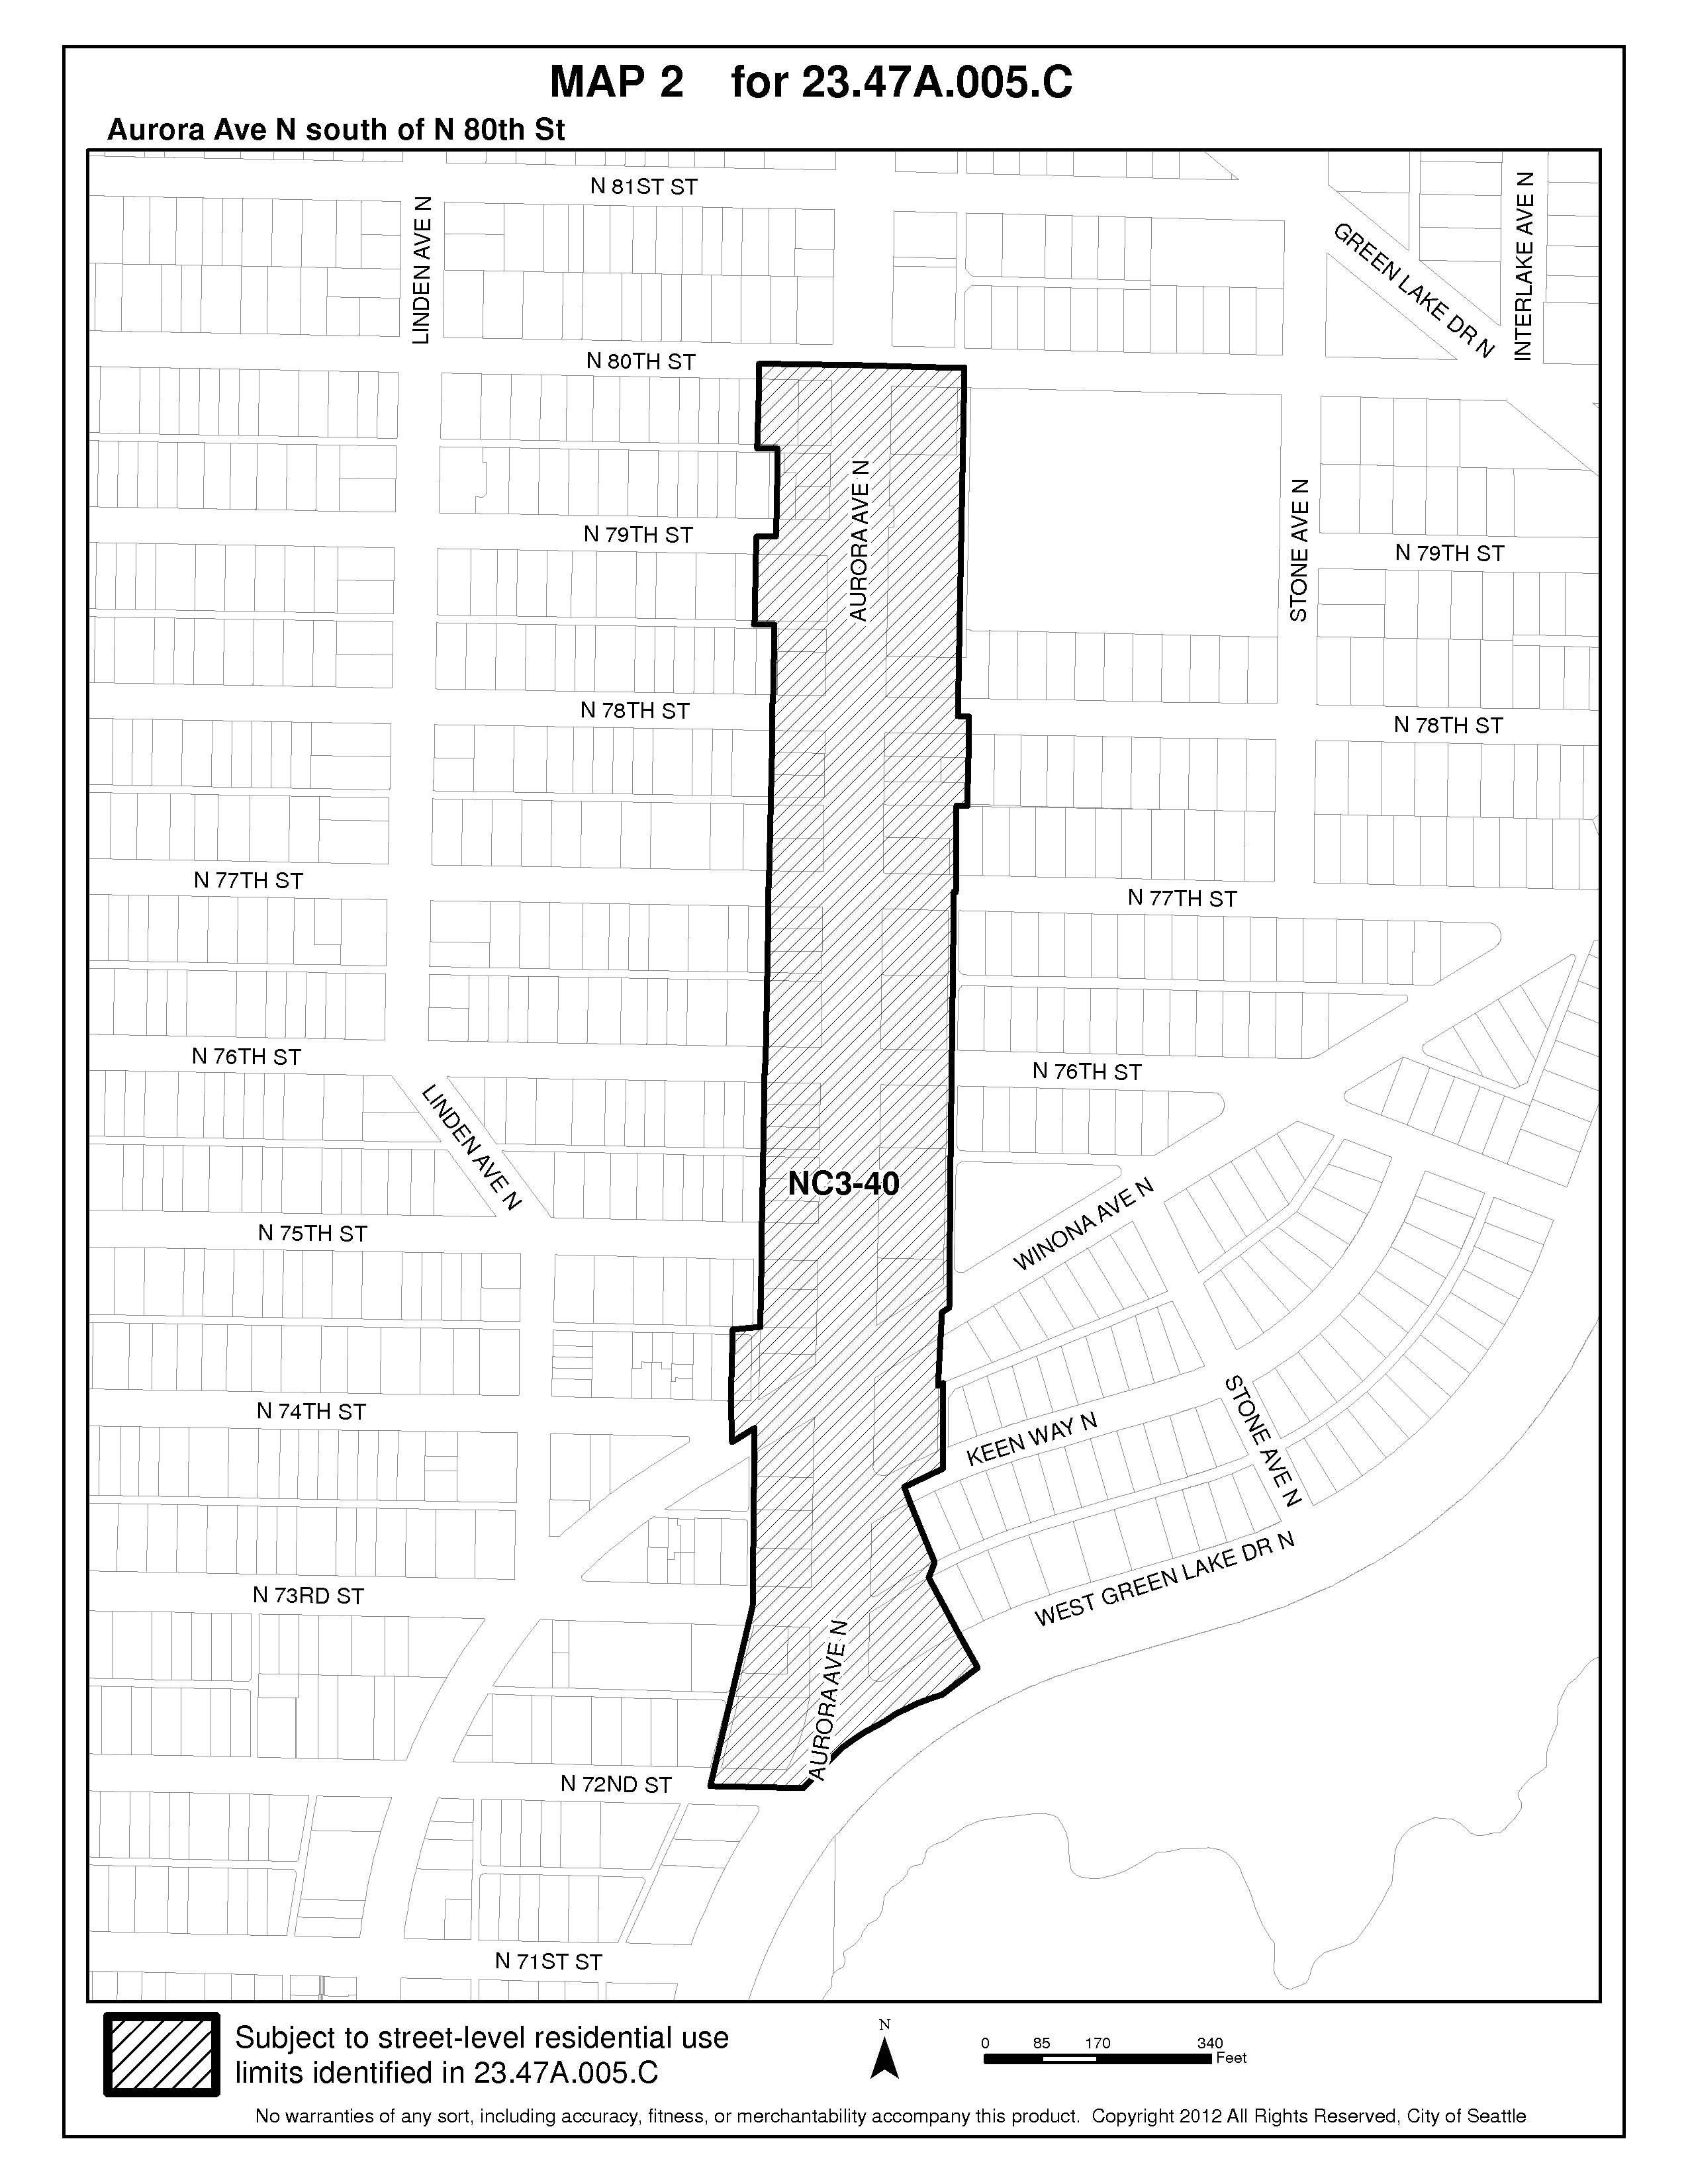 MAP 2 for 23.47A.005.C
Aurora Ave N south of N 80th St
N 81ST ST
LINDEN AVE N
GREEN LAKE DR N
INTERLAKE AVE N
N 80TH ST
AURORA AVE N
STONE AVE N
N 79TH ST
N 79TH ST
N 78TH ST
N 78TH ST
N 77TH ST
N 77TH ST
N 76TH ST
N 76TH ST
LINDEN AVE N
NC3-40
WINONA AVE N
N 75TH ST
N 74TH ST
KEEN WAY N
STONE AVE N
WEST GREEN LAKE DR N
N 73RD ST
AURORA AVE N
N 72ND ST
N 71ST ST
Subject to street-level residential use
limits identified in 23.47A.005.C
N
0 85 170 340
Feet
No warranties of any sort, including accuracy, fitness, or merchantability accompany this product. Copyright 2012 All Rights Reserved, City of Seattle